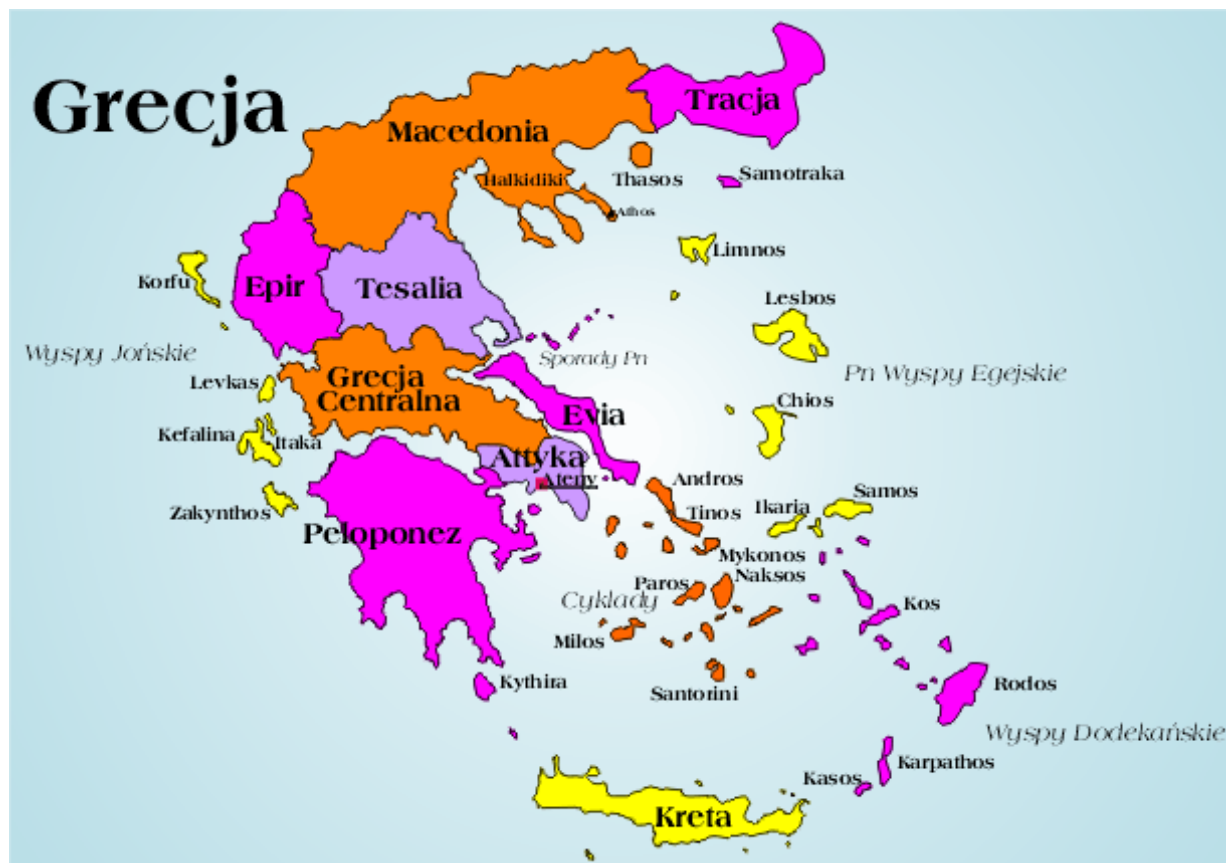 Grecja
Tracja
Macedonia
Halkidiki
Thasos
Samotraka
Athos
Limnos
Korfu
Epir
Tesalia
Lesbos
Wyspy Jońskie
Sporady Pn
Pn Wyspy Egejskie
Levkas
Grecja
Centralna
Evia
Chios
Kefalina
Itaka
Attyka
Ateny
Andros
Zakynthos
Tinos
Ikaria
Samos
Peloponez
Mykonos
Paros
Naksos
Cyklady
Kos
Milos
Kythira
Santorini
Rodos
Wyspy Dodekańskie
Kasos
Karpathos
Kreta